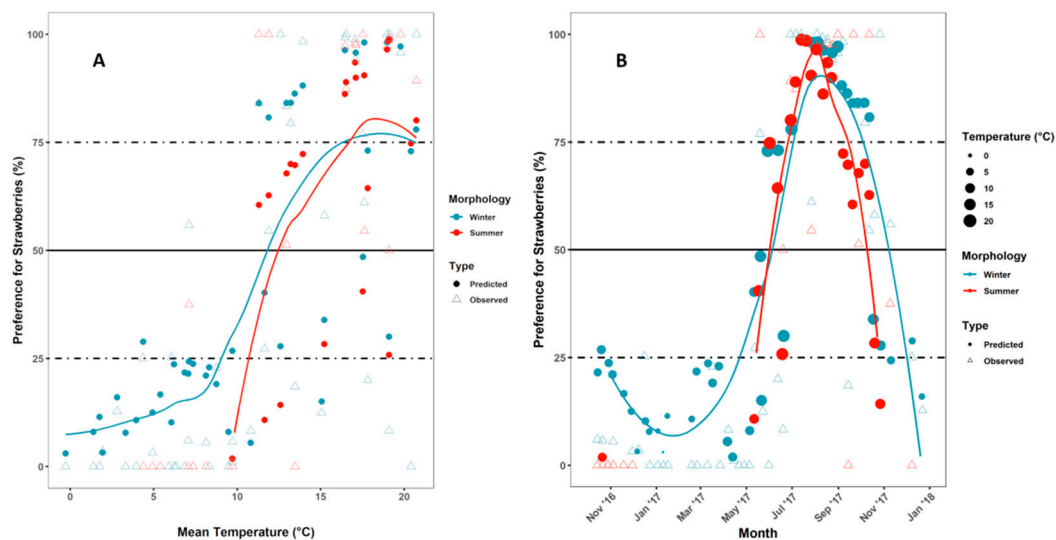 A
B
100
75
50
25
0
Preference for Strawberries (%)
0
5
10
15
20
Mean Temperature (°C)
Morphology
Winter
Summer
Type
Predicted
Observed
100
75
50
25
0
Preference for Strawberries (%)
Nov '16
Jan '17
Mar '17
May '17
Jul '17
Sep '17
Nov '17
Jan '18
Month
Temperature (°C)
0
5
10
15
20
Morphology
Winter
Summer
Type
Predicted
Observed